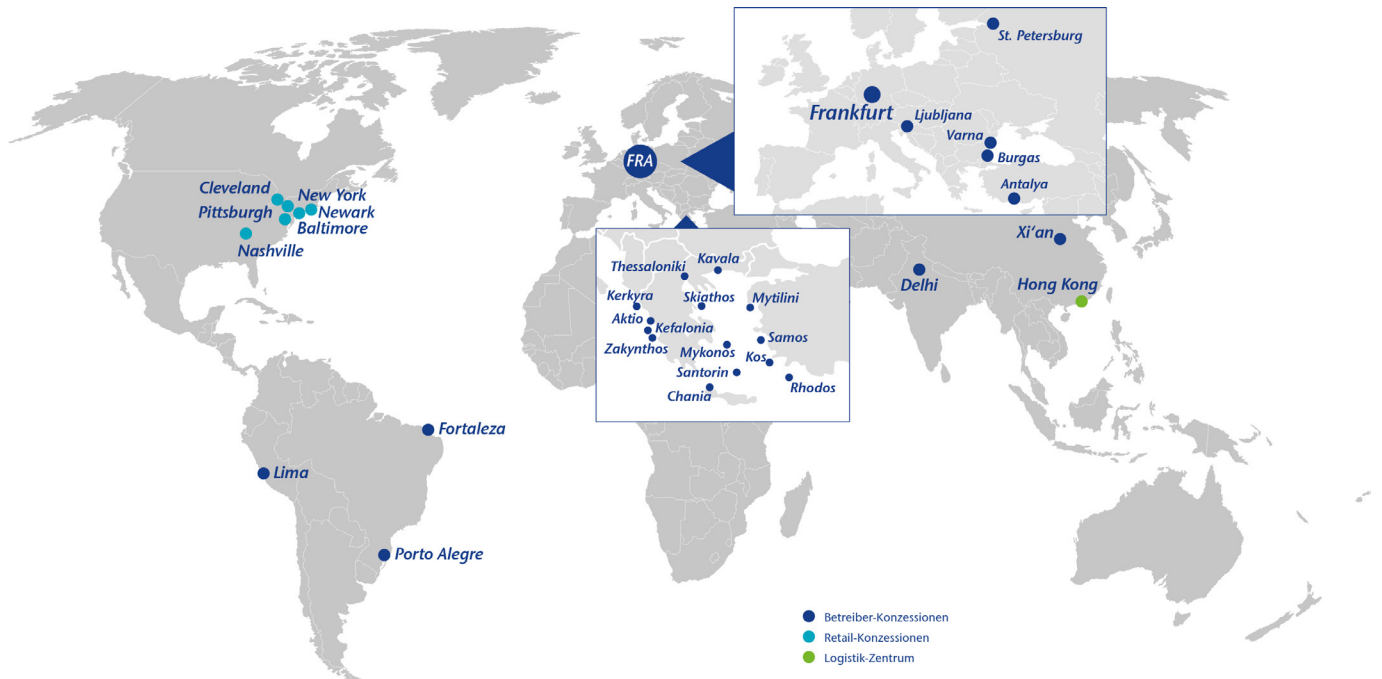 St. Petersburg
Frankfurt
Ljubljana
Varna
Burgas
Antalya
FRA
Cleveland
New York
Pittsburgh
Newark
Baltimore
Nashville
Xi‘an
Delhi
Hong Kong
Kavala
Thessaloniki
Kerkyra
Skiathos
Mytilini
Aktio
Kefalonia
Zakynthos
Mykonos
Samos
Kos
Santorin
Rhodos
Chania
Fortaleza
Lima
Porto Alegre
Betreiber-Konzessionen
Retail-Konzessionen
Logistik-Zentrum